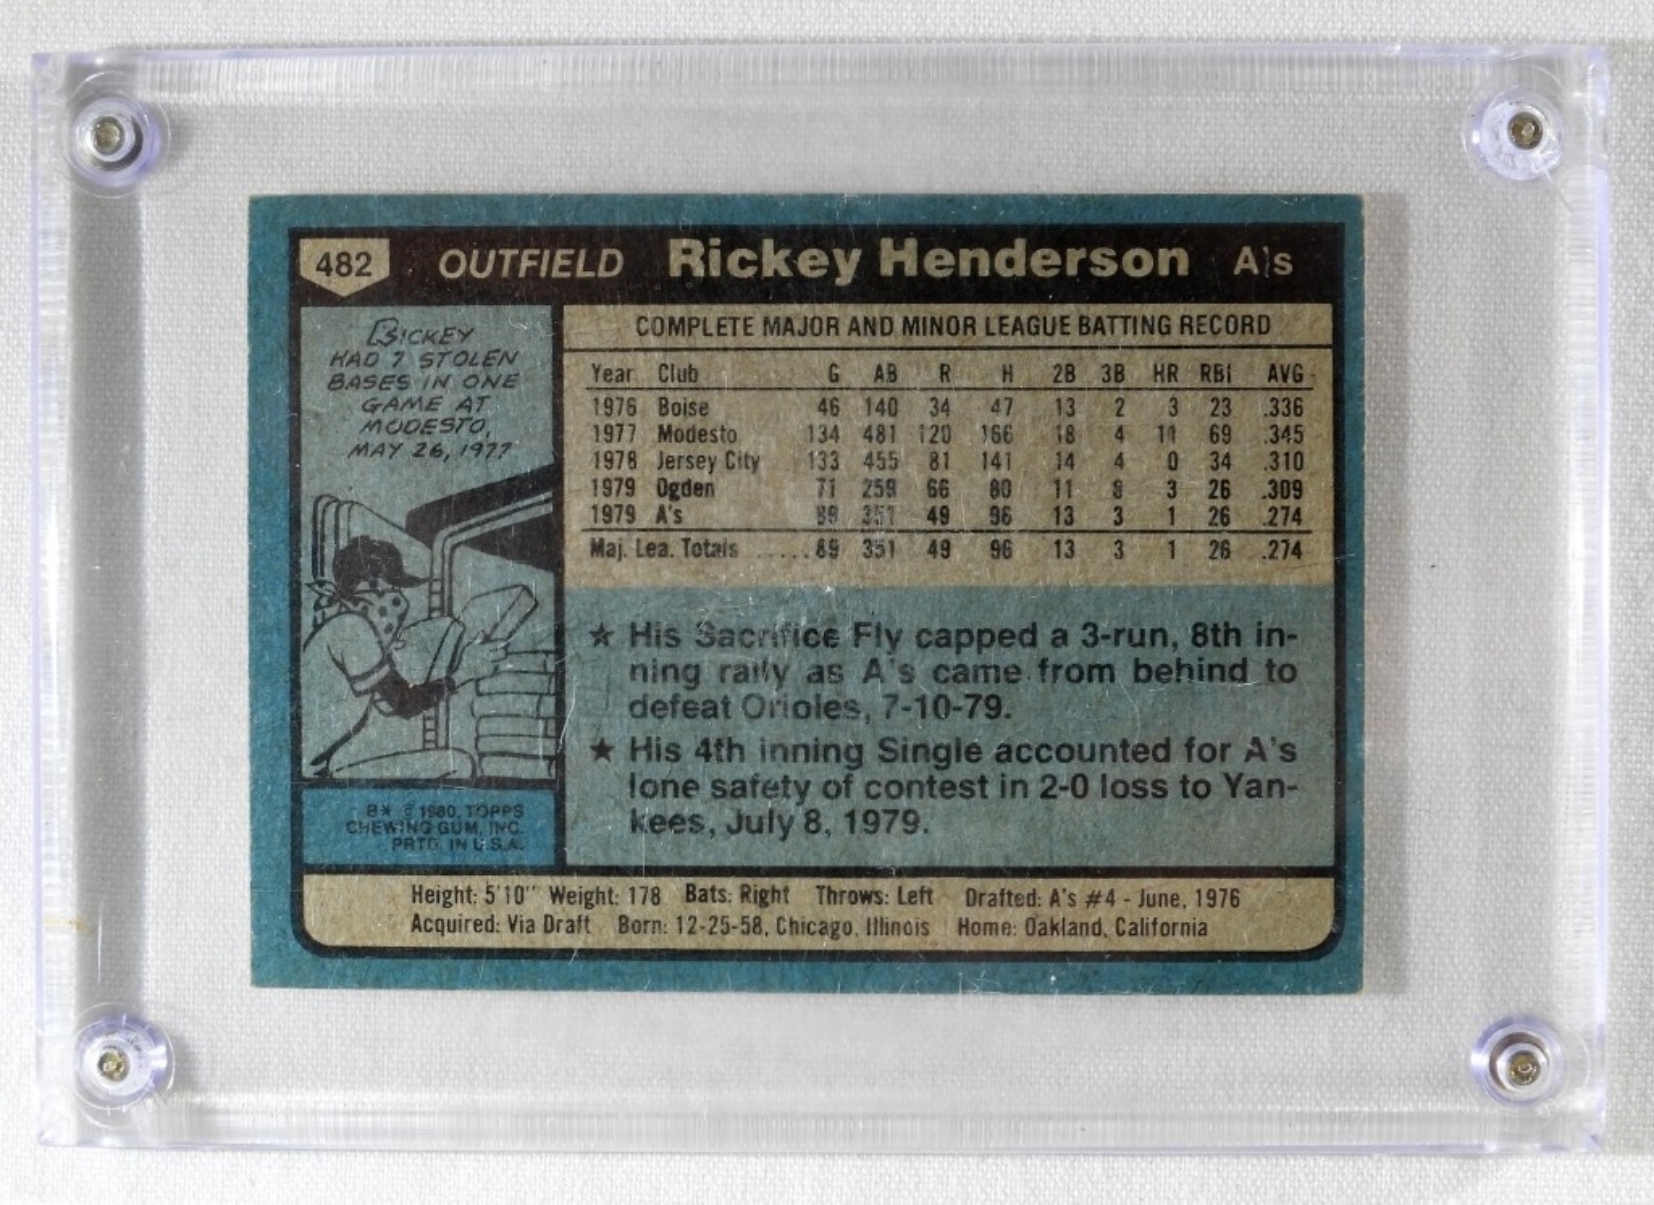 482 OUTFIELD Rickey Henderson A's
RICKEY
HAD 7 STOLEN
BASES IN ONE
GAME AT
MODESTO,
MAY 26, 1977
COMPLETE MAJOR AND MINOR LEAGUE BATTING RECORD
Year Club G AB R H 2B 3B HR RBI AVG.
1976 Boise 46 140 34 47 13 2 3 23 .336
1977 Modesto 134 481 120 166 18 4 11 69 .345
1978 Jersey City 133 455 81 141 14 4 0 34 .310
1979 Ogden 71 259 66 80 11 8 3 26 .309
1979 A's 89 351 49 96 13 3 1 26 .274
Maj. Lea. Totals .....89 351 49 96 13 3 1 26 .274
★ His Sacrifice Fly capped a 3-run, 8th in-
ning rally as A's came from behind to
defeat Orioles, 7-10-79.
★ His 4th inning Single accounted for A's
lone safety of contest in 2-0 loss to Yan-
kees, July 8, 1979.
B* © 1980, TOPPS
CHEWING GUM, INC.
PRTD. IN U.S.A.
Height: 5'10" Weight: 178 Bats: Right Throws: Left Drafted: A's #4 - June, 1976
Acquired: Via Draft Born: 12-25-58, Chicago, Illinois Home: Oakland, California